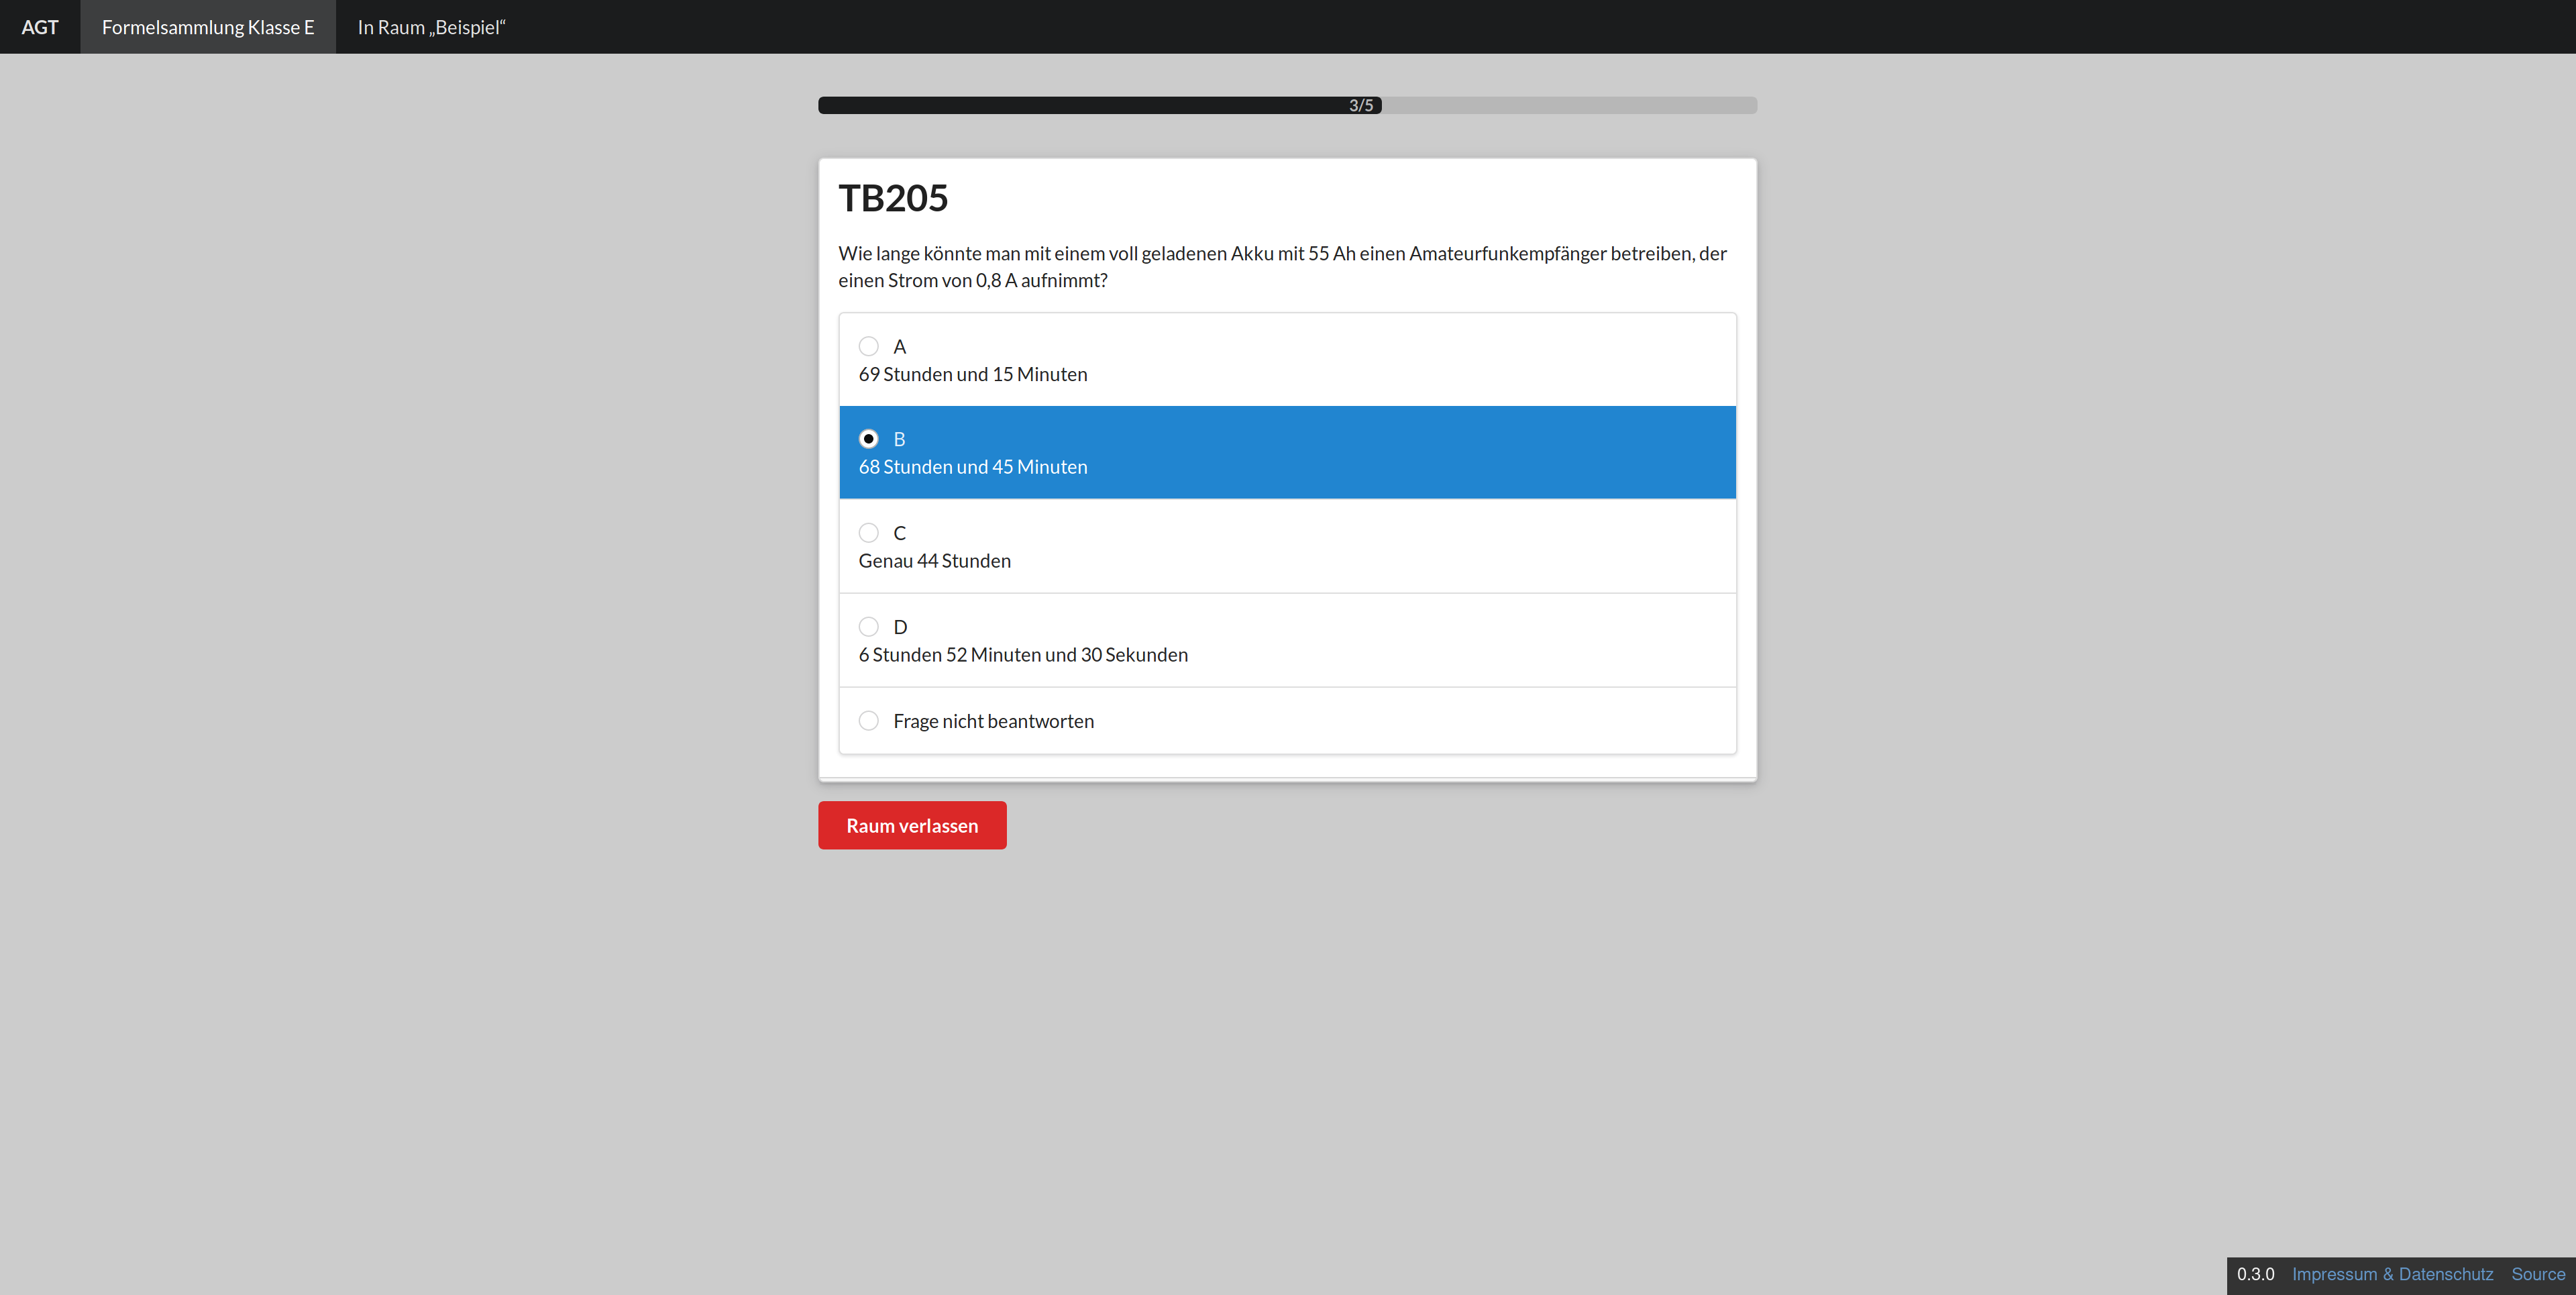 AGT Formelsammlung Klasse E In Raum „Beispiel“
3/5
TB205
Wie lange könnte man mit einem voll geladenen Akku mit 55 Ah einen Amateurfunkempfänger betreiben, der
einen Strom von 0,8 A aufnimmt?
A
69 Stunden und 15 Minuten
B
68 Stunden und 45 Minuten
C
Genau 44 Stunden
D
6 Stunden 52 Minuten und 30 Sekunden
Frage nicht beantworten
Raum verlassen
0.3.0 Impressum & Datenschutz Source